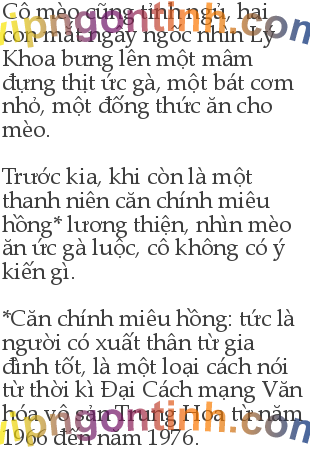 Cô mèo cũng tỉnh ngủ, hai
con mắt ngây ngốc nhìn Lý
Khoa bưng lên một mâm
đựng thịt ức gà, một bát cơm
nhỏ, một đống thức ăn cho
mèo.
Trước kia, khi còn là một
thanh niên căn chính miêu
hồng* lương thiện, nhìn mèo
ăn ức gà luộc, cô không có ý
kiến gì.
*Căn chính miêu hồng: tức là
người có xuất thân từ gia
đình tốt, là một loại cách nói
từ thời kì Đại Cách mạng Văn
hóa vô sản Trung Hoa từ năm
1966 đến năm 1976.